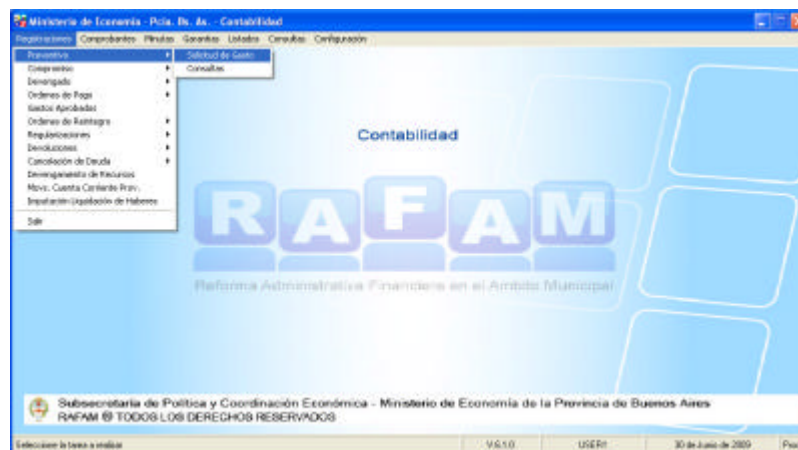 Ministerio de Economía - Pcia. Bs. As. - Contabilidad
Registraciones Comprobantes Minutas Garantías Listados Consultas Configuración
Preventivo Solicitud de Gasto
Compromiso Consultas
Devengado
Ordenes de Pago
Gastos Aprobados
Ordenes de Reintegro
Regularizaciones
Devoluciones
Cancelación de Deuda
Devengamiento de Recursos
Movs. Cuenta Corriente Prov.
Imputación Liquidación de Haberes
Salir
Contabilidad
RAFAM
Reforma Administrativa Financiera en el Ambito Municipal
Subsecretaría de Política y Coordinación Económica - Ministerio de Economía de la Provincia de Buenos Aires
RAFAM @ TODOS LOS DERECHOS RESERVADOS
Seleccione la tarea a realizar V.6.1.0 USER1 30 de Junio de 2009